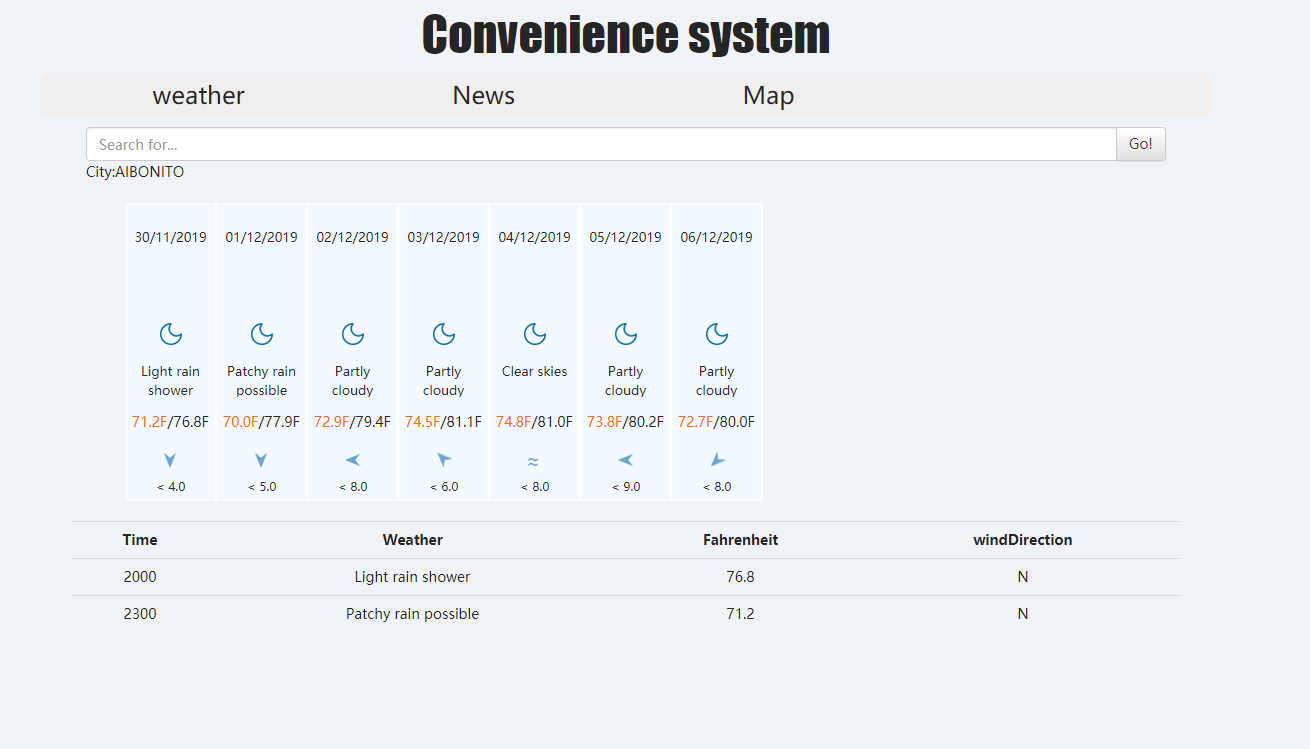 Convenience system
weather News Map
Search for... Go!
City:AIBONITO
30/11/2019 01/12/2019 02/12/2019 03/12/2019 04/12/2019 05/12/2019 06/12/2019
Light rain Patchy rain Partly Partly Clear skies Partly Partly
shower possible cloudy cloudy cloudy cloudy
71.2F/76.8F 70.0F/77.9F 72.9F/79.4F 74.5F/81.1F 74.8F/81.0F 73.8F/80.2F 72.7F/80.0F
< 4.0 < 5.0 < 8.0 < 6.0 < 8.0 < 9.0 < 8.0
Time Weather Fahrenheit windDirection
2000 Light rain shower 76.8 N
2300 Patchy rain possible 71.2 N